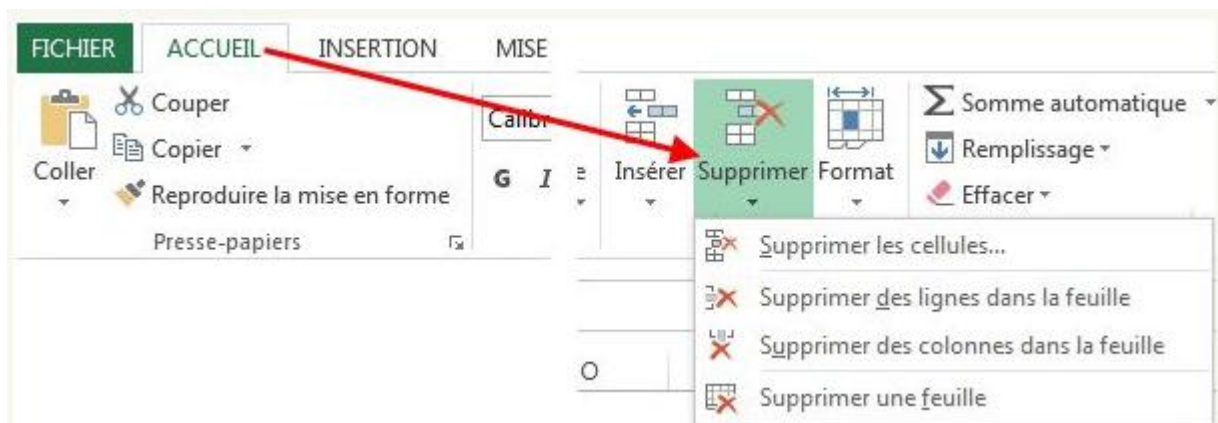 FICHIER ACCUEIL INSERTION MISE
Couper
Copier
Coller
Reproduire la mise en forme
Presse-papiers
G I
Insérer Supprimer Format
Somme automatique
Remplissage
Effacer
Supprimer les cellules...
Supprimer des lignes dans la feuille
Supprimer des colonnes dans la feuille
Supprimer une feuille
O